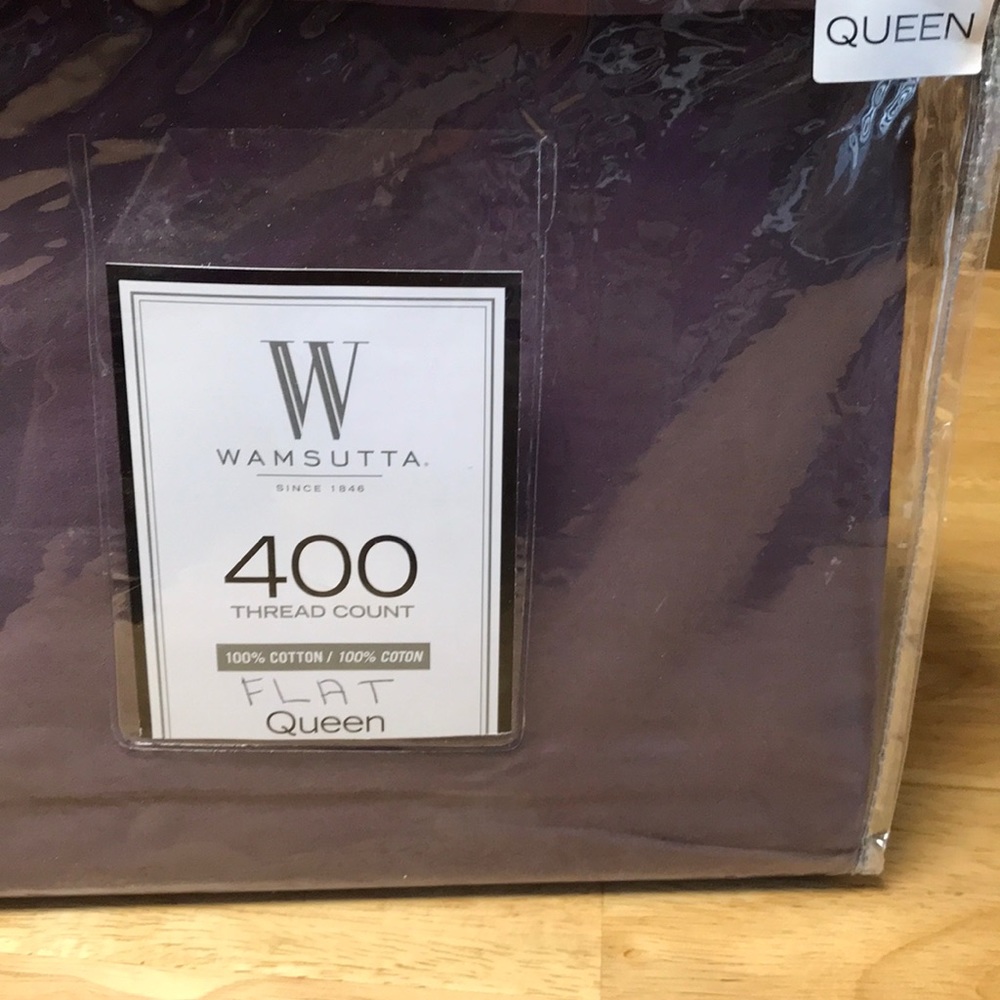 QUEEN
W
WAMSUTTA®
SINCE 1846
400
THREAD COUNT
100% COTTON / 100% COTON
FLAT
Queen